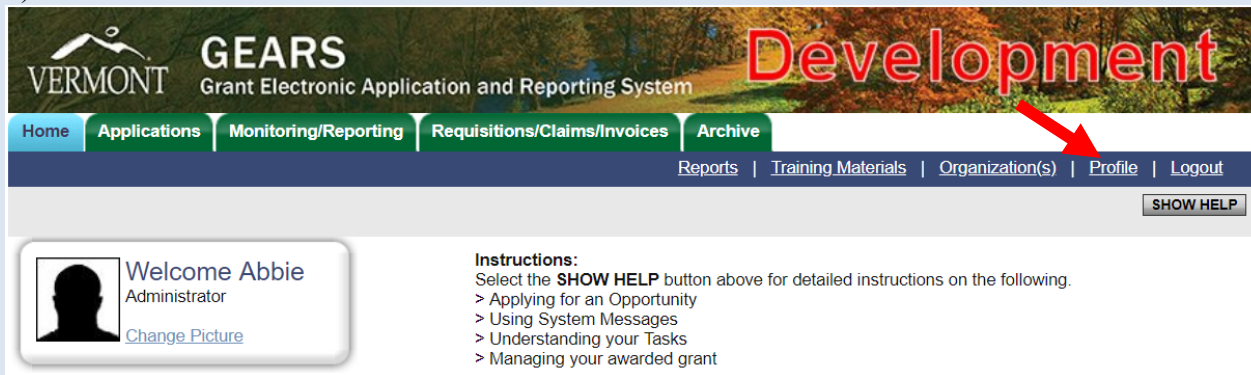 VERMONT
GEARS
Grant Electronic Application and Reporting System
Development
Home
Applications
Monitoring/Reporting
Requisitions/Claims/Invoices
Archive
Reports | Training Materials | Organization(s) | Profile | Logout
SHOW HELP
Welcome Abbie
Administrator
Change Picture
Instructions:
Select the SHOW HELP button above for detailed instructions on the following.
> Applying for an Opportunity
> Using System Messages
> Understanding your Tasks
> Managing your awarded grant